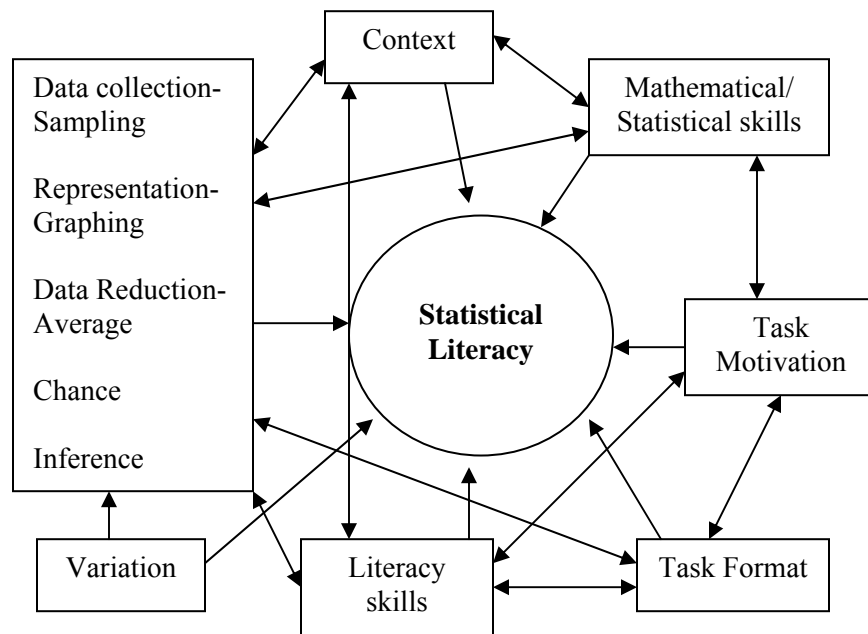 Context
Data collection-
Sampling
Representation-
Graphing
Data Reduction-
Average
Chance
Inference
Mathematical/
Statistical skills
Statistical
Literacy
Task
Motivation
Variation
Literacy
skills
Task Format